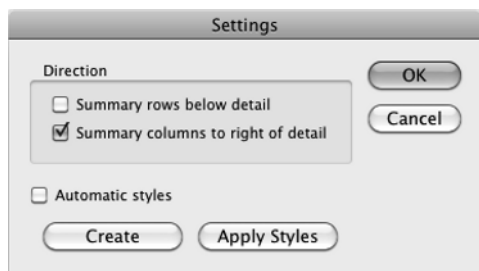 Settings
Direction
Summary rows below detail
Summary columns to right of detail
OK
Cancel
Automatic styles
Create
Apply Styles